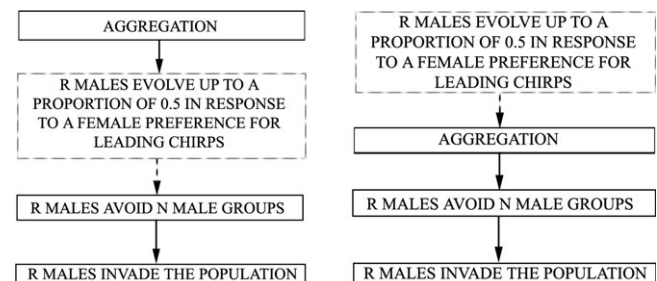 AGGREGATION
R MALES EVOLVE UP TO A
PROPORTION OF 0.5 IN RESPONSE
TO A FEMALE PREFERENCE FOR
LEADING CHIRPS
R MALES AVOID N MALE GROUPS
R MALES INVADE THE POPULATION
R MALES EVOLVE UP TO A
PROPORTION OF 0.5 IN RESPONSE
TO A FEMALE PREFERENCE FOR
LEADING CHIRPS
AGGREGATION
R MALES AVOID N MALE GROUPS
R MALES INVADE THE POPULATION